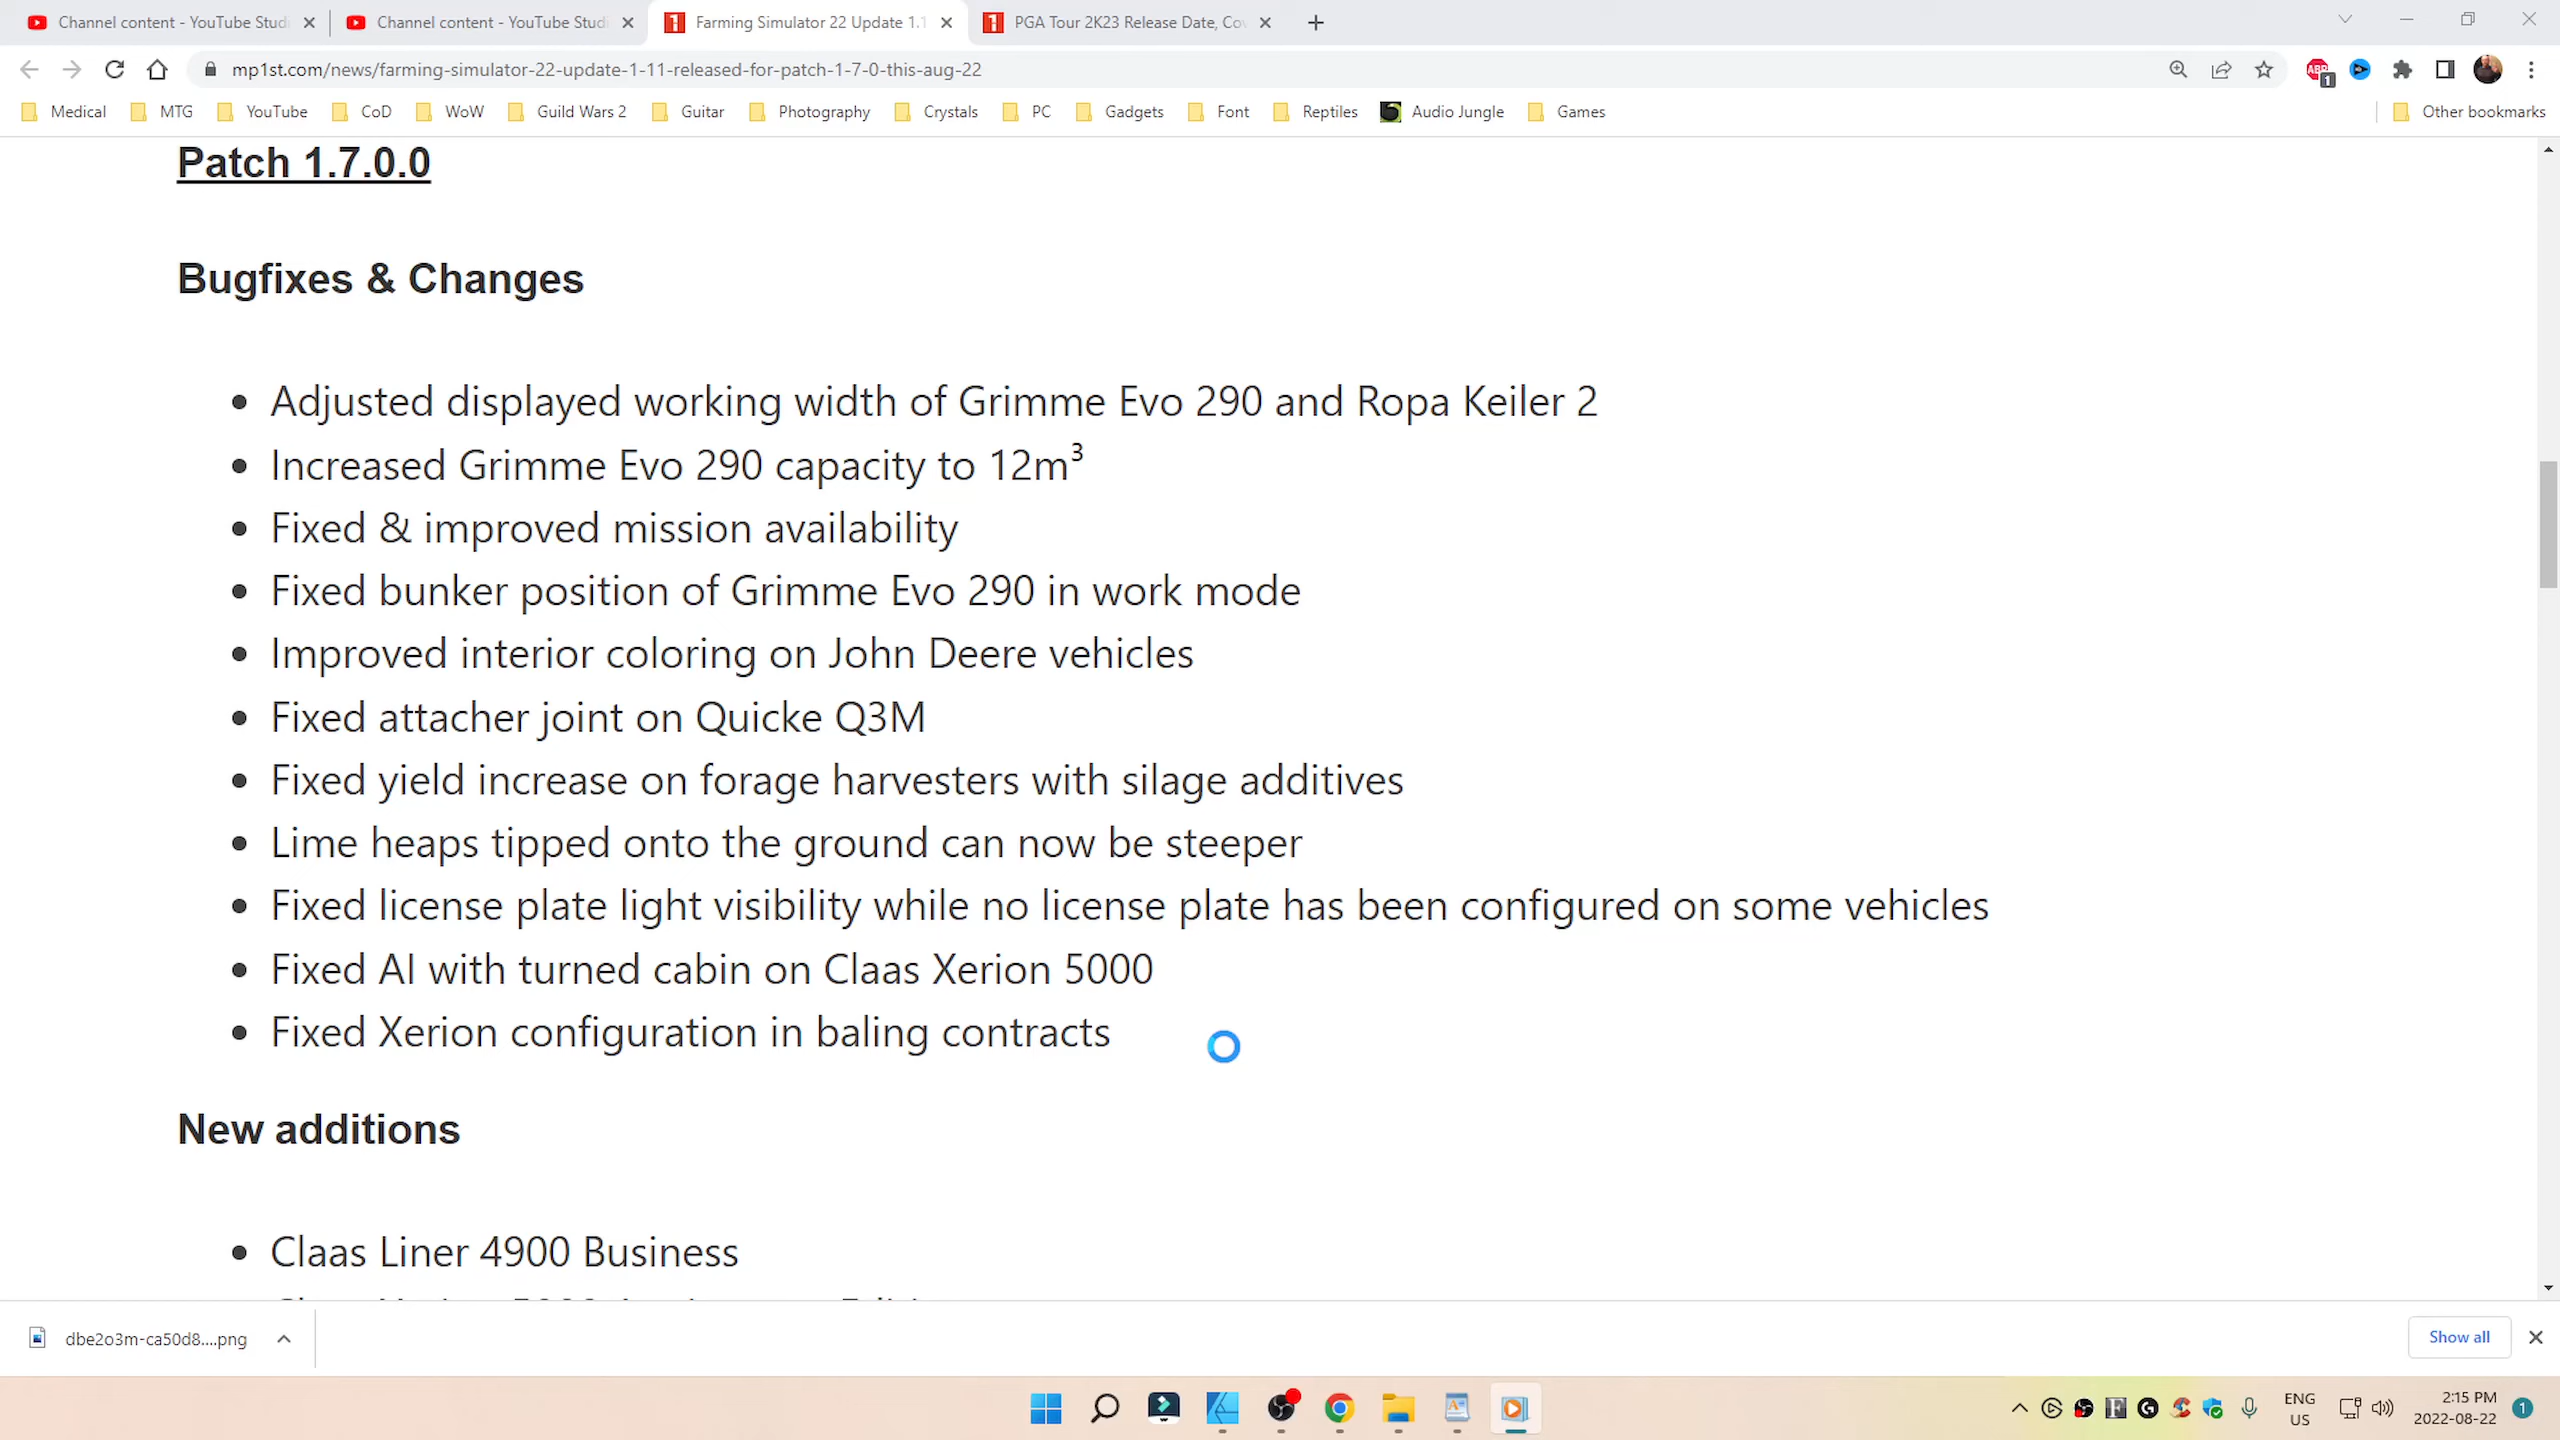 Channel content - YouTube Studi
Channel content - YouTube Studi
Farming Simulator 22 Update 1.1
PGA Tour 2K23 Release Date, Cov
mp1st.com/news/farming-simulator-22-update-1-11-released-for-patch-1-7-0-this-aug-22
ABP
1
Medical
MTG
YouTube
CoD
WoW
Guild Wars 2
Guitar
Photography
Crystals
PC
Gadgets
Font
Reptiles
Audio Jungle
Games
Other bookmarks
Patch 1.7.0.0
Bugfixes & Changes
Adjusted displayed working width of Grimme Evo 290 and Ropa Keiler 2
Increased Grimme Evo 290 capacity to 12m³
Fixed & improved mission availability
Fixed bunker position of Grimme Evo 290 in work mode
Improved interior coloring on John Deere vehicles
Fixed attacher joint on Quicke Q3M
Fixed yield increase on forage harvesters with silage additives
Lime heaps tipped onto the ground can now be steeper
Fixed license plate light visibility while no license plate has been configured on some vehicles
Fixed AI with turned cabin on Claas Xerion 5000
Fixed Xerion configuration in baling contracts
New additions
Claas Liner 4900 Business
dbe2o3m-ca50d8....png
Show all
ENG
US
2:15 PM
2022-08-22
1